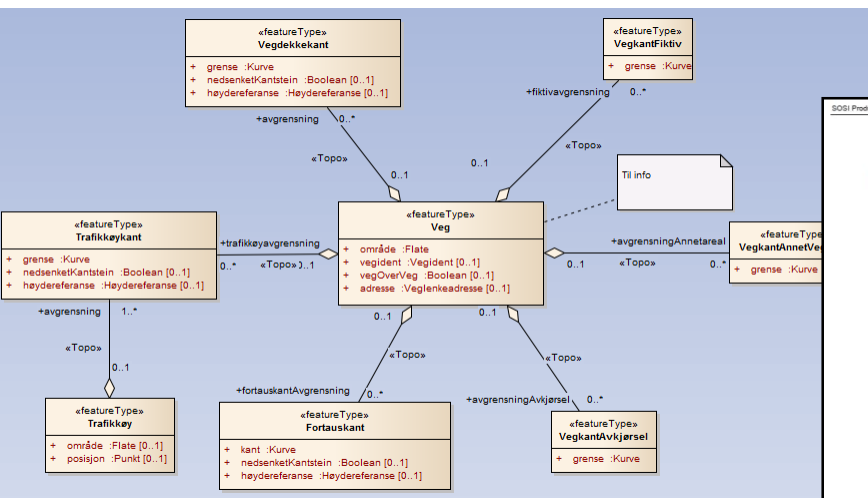 «featureType»
Vegdekkekant
+ grense :Kurve
+ nedsenketKantstein :Boolean [0..1]
+ høydereferanse :Høydereferanse [0..1]
«featureType»
VegkantFiktiv
+ grense :Kurve
+avgrensning 0..*
+fiktivavgrensning 0..*
SOSI Prod
«Topo»
0..1
«Topo»
0..1
Til info
«featureType»
Trafikkøykant
+ grense :Kurve
+ nedsenketKantstein :Boolean [0..1]
+ høydereferanse :Høydereferanse [0..1]
+trafikkøyavgrensning
0..* «Topo» 0..1
«featureType»
Veg
+ område :Flate
+ vegident :Vegident [0..1]
+ vegOverVeg :Boolean [0..1]
+ adresse :Veglenkeadresse [0..1]
+avgrensningAnnetareal
0..1 «Topo» 0..*
«featureType
VegkantAnnetVeg
+ grense :Kurve
+avgrensning 1..*
«Topo»
0..1
0..1
«Topo»
+fortauskantAvgrensning 0..*
0..1
«Topo»
+avgrensningAvkjørsel 0..*
«featureType»
Trafikkøy
+ område :Flate [0..1]
+ posisjon :Punkt [0..1]
«featureType»
Fortauskant
+ kant :Kurve
+ nedsenketKantstein :Boolean [0..1]
+ høydereferanse :Høydereferanse [0..1]
«featureType»
VegkantAvkjørsel
+ grense :Kurve